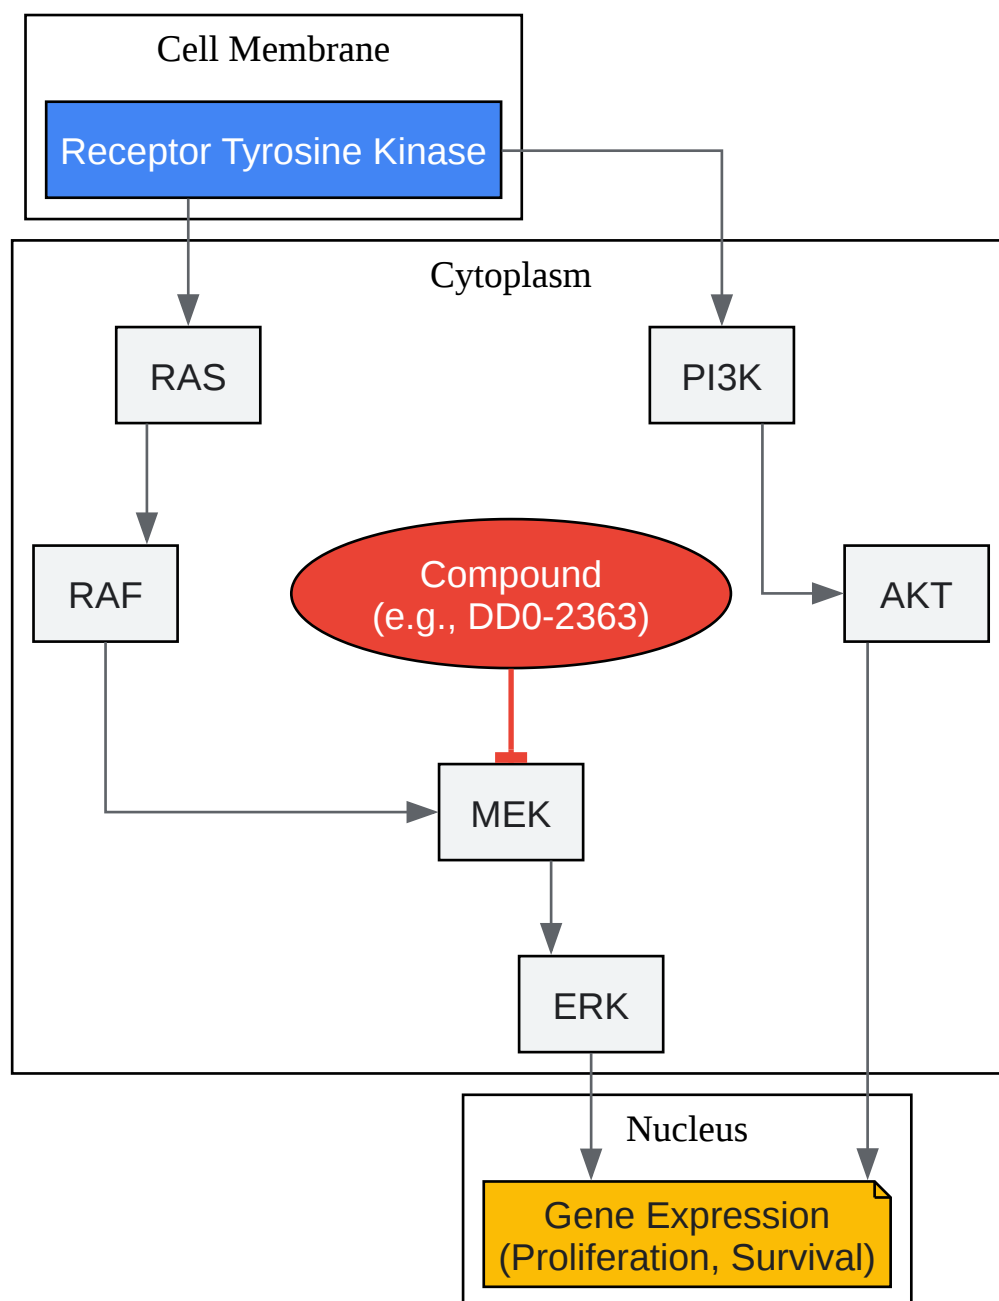 Cell Membrane
Receptor Tyrosine Kinase
Cytoplasm
RAS
PI3K
RAF
Compound
(e.g., DD0-2363)
AKT
MEK
ERK
Nucleus
Gene Expression
(Proliferation, Survival)